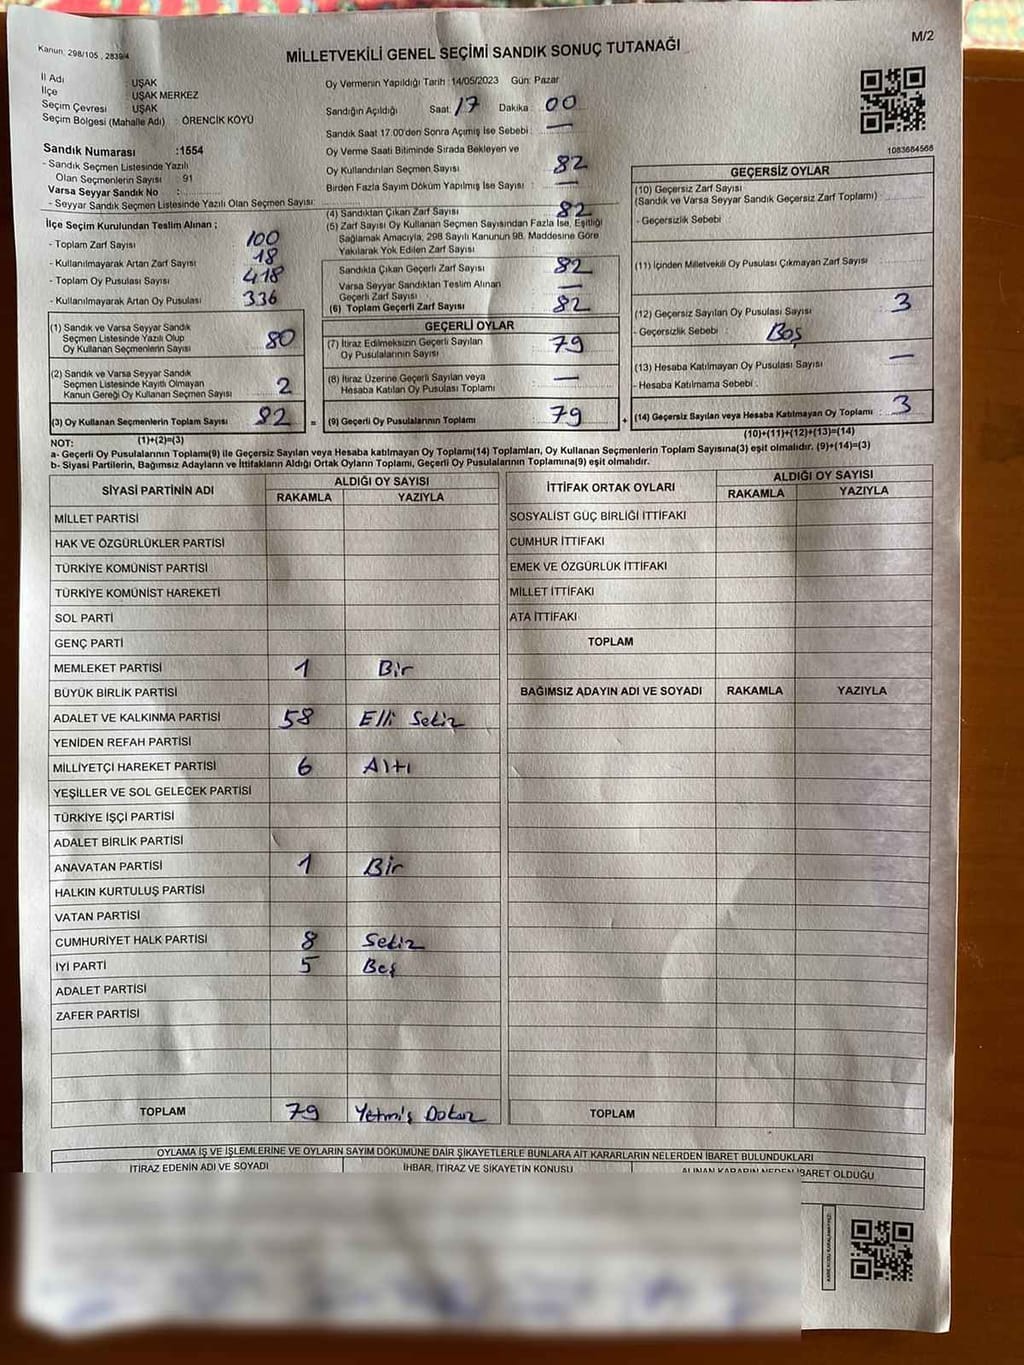 Kanun: 298/105 , 2839/4
MİLLETVEKİLİ GENEL SEÇİMİ SANDIK SONUÇ TUTANAĞI
M/2
İl Adı : UŞAK
İlçe : UŞAK MERKEZ
Seçim Çevresi : UŞAK
Seçim Bölgesi (Mahalle Adı) : ÖRENCİK KÖYÜ
Sandık Numarası :1554
- Sandık Seçmen Listesinde Yazılı
Olan Seçmenlerin Sayısı : 91
Varsa Seyyar Sandık No :
- Seyyar Sandık Seçmen Listesinde Yazılı Olan Seçmen Sayısı:
Oy Vermenin Yapıldığı Tarih : 14/05/2023 Gün: Pazar
Sandığın Açıldığı Saat: 17 Dakika : 00
Sandık Saat 17:00'den Sonra Açımış İse Sebebi : —
Oy Verme Saati Bitiminde Sırada Bekleyen ve
Oy Kullandırılan Seçmen Sayısı : 82
Birden Fazla Sayım Döküm Yapılmış İse Sayısı : —
1083684568
İlçe Seçim Kurulundan Teslim Alınan ;
- Toplam Zarf Sayısı : 100
- Kullanılmayarak Artan Zarf Sayısı : 18
- Toplam Oy Pusulası Sayısı : 418
- Kullanılmayarak Artan Oy Pusulası : 336
(1) Sandık ve Varsa Seyyar Sandık
Seçmen Listesinde Yazılı Olup
Oy Kullanan Seçmenlerin Sayısı : 80
(2) Sandık ve Varsa Seyyar Sandık
Seçmen Listesinde Kayıtlı Olmayan
Kanun Gereği Oy Kullanan Seçmen Sayısı : 2
(3) Oy Kullanan Seçmenlerin Toplam Sayısı : 82 =
(1)+(2)=(3)
(4) Sandıktan Çıkan Zarf Sayısı : 82
(5) Zarf Sayısı Oy Kullanan Seçmen Sayısından Fazla İse, Eşitliği
Sağlamak Amacıyla, 298 Sayılı Kanunun 98. Maddesine Göre
Yakılarak Yok Edilen Zarf Sayısı :
Sandıkta Çıkan Geçerli Zarf Sayısı : 82
Varsa Seyyar Sandıktan Teslim Alınan
Geçerli Zarf Sayısı : —
(6) Toplam Geçerli Zarf Sayısı : 82
GEÇERLİ OYLAR
(7) İtiraz Edilmeksizin Geçerli Sayılan
Oy Pusulalarının Sayısı : 79
(8) İtiraz Üzerine Geçerli Sayılan veya
Hesaba Katılan Oy Pusulası Toplamı : —
(9) Geçerli Oy Pusulalarının Toplamı : 79 +
GEÇERSİZ OYLAR
(10) Geçersiz Zarf Sayısı
(Sandık ve Varsa Seyyar Sandık Geçersiz Zarf Toplamı) :
- Geçersizlik Sebebi :
(11) İçinden Milletvekili Oy Pusulası Çıkmayan Zarf Sayısı :
(12) Geçersiz Sayılan Oy Pusulası Sayısı : 3
- Geçersizlik Sebebi : Boş
(13) Hesaba Katılmayan Oy Pusulası Sayısı : —
- Hesaba Katılmama Sebebi :
(14) Geçersiz Sayılan veya Hesaba Katılmayan Oy Toplamı : 3
(10)+(11)+(12)+(13)=(14)
NOT:
a- Geçerli Oy Pusulalarının Toplamı(9) ile Geçersiz Sayılan veya Hesaba katılmayan Oy Toplamı(14) Toplamları, Oy Kullanan Seçmenlerin Toplam Sayısına(3) eşit olmalıdır. (9)+(14)=(3)
b- Siyasi Partilerin, Bağımsız Adayların ve İttifakların Aldığı Ortak Oyların Toplamı, Geçerli Oy Pusulalarının Toplamına(9) eşit olmalıdır.
SİYASİ PARTİNİN ADI ALDIĞI OY SAYISI
RAKAMLA YAZIYLA
MİLLET PARTİSİ
HAK VE ÖZGÜRLÜKLER PARTİSİ
TÜRKİYE KOMÜNİST PARTİSİ
TÜRKİYE KOMÜNİST HAREKETİ
SOL PARTİ
GENÇ PARTİ
MEMLEKET PARTİSİ 1 Bir
BÜYÜK BİRLİK PARTİSİ
ADALET VE KALKINMA PARTİSİ 58 Elli Sekiz
YENİDEN REFAH PARTİSİ
MİLLİYETÇİ HAREKET PARTİSİ 6 Altı
YEŞİLLER VE SOL GELECEK PARTİSİ
TÜRKİYE İŞÇİ PARTİSİ
ADALET BİRLİK PARTİSİ
ANAVATAN PARTİSİ 1 Bir
HALKIN KURTULUŞ PARTİSİ
VATAN PARTİSİ
CUMHURİYET HALK PARTİSİ 8 Sekiz
İYİ PARTİ 5 Beş
ADALET PARTİSİ
ZAFER PARTİSİ
TOPLAM 79 Yetmiş Dokuz
İTTİFAK ORTAK OYLARI ALDIĞI OY SAYISI
RAKAMLA YAZIYLA
SOSYALİST GÜÇ BİRLİĞİ İTTİFAKI
CUMHUR İTTİFAKI
EMEK VE ÖZGÜRLÜK İTTİFAKI
MİLLET İTTİFAKI
ATA İTTİFAKI
TOPLAM
BAĞIMSIZ ADAYIN ADI VE SOYADI RAKAMLA YAZIYLA
TOPLAM
OYLAMA İŞ VE İŞLEMLERİNE VE OYLARIN SAYIM DÖKÜMÜNE DAİR ŞİKAYETLERLE BUNLARA AİT KARARLARIN NELERDEN İBARET BULUNDUKLARI
İTİRAZ EDENİN ADI VE SOYADI İHBAR, İTİRAZ VE ŞİKAYETİN KONUSU ALINAN KARARIN NEDEN İBARET OLDUĞU